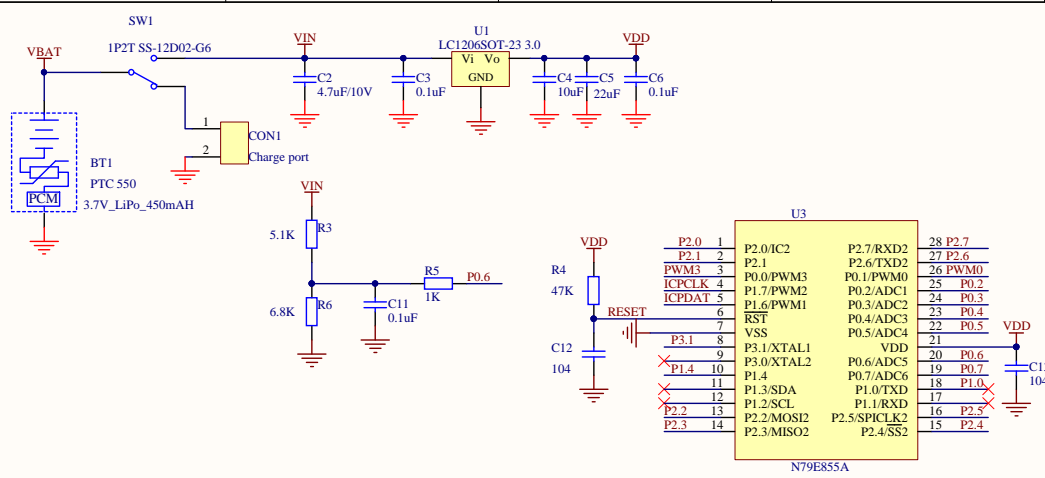 SW1
1P2T SS-12D02-G6
VBAT
VIN
C2
4.7uF/10V
C3
0.1uF
U1
LC1206SOT-23 3.0
Vi Vo
GND
VDD
C4
10uF
C5
22uF
C6
0.1uF
1
2
CON1
Charge port
BT1
PTC 550
PCM
3.7V_LiPo_450mAH
VIN
R3
5.1K
R6
6.8K
C11
0.1uF
R5
1K
P0.6
VDD
R4
47K
RESET
C12
104
U3
P2.0 1 P2.0/IC2 P2.7/RXD2 28 P2.7
P2.1 2 P2.1 P2.6/TXD2 27 P2.6
PWM3 3 P0.0/PWM3 P0.1/PWM0 26 PWM0
ICPCLK 4 P1.7/PWM2 P0.2/ADC1 25 P0.2
ICPDAT 5 P1.6/PWM1 P0.3/ADC2 24 P0.3
6 RST P0.4/ADC3 23 P0.4
7 VSS P0.5/ADC4 22 P0.5
P3.1 8 P3.1/XTAL1 VDD 21
9 P3.0/XTAL2 P0.6/ADC5 20 P0.6
P1.4 10 P1.4 P0.7/ADC6 19 P0.7
11 P1.3/SDA P1.0/TXD 18 P1.0
12 P1.2/SCL P1.1/RXD 17
P2.2 13 P2.2/MOSI2 P2.5/SPICLK2 16 P2.5
P2.3 14 P2.3/MISO2 P2.4/SS2 15 P2.4
N79E855A
VDD
104